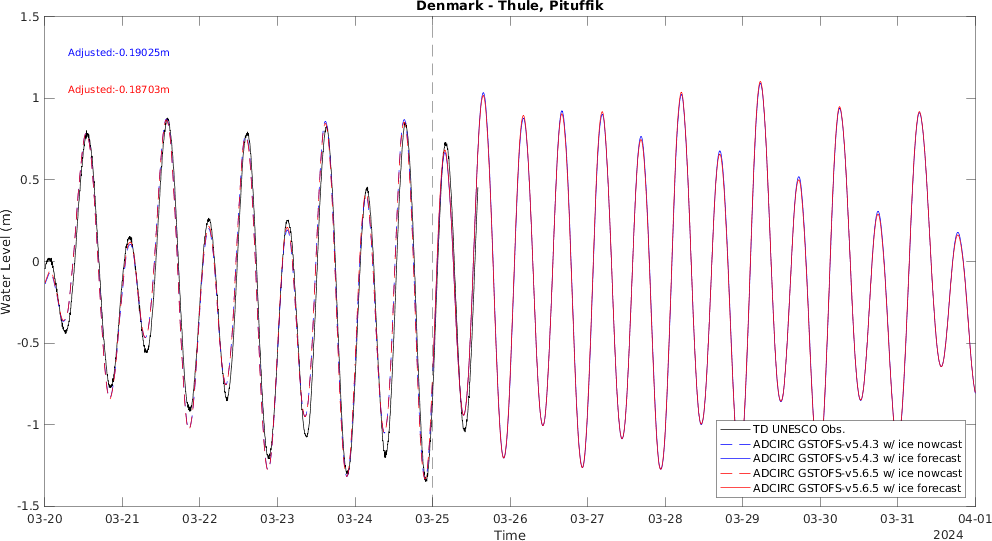 Denmark - Thule, Pituffik
1.5
Adjusted:-0.19025m
Adjusted:-0.18703m
1
0.5
0
-0.5
-1
-1.5
Water Level (m)
TD UNESCO Obs.
ADCIRC GSTOFS-v5.4.3 w/ ice nowcast
ADCIRC GSTOFS-v5.4.3 w/ ice forecast
ADCIRC GSTOFS-v5.6.5 w/ ice nowcast
ADCIRC GSTOFS-v5.6.5 w/ ice forecast
03-20 03-21 03-22 03-23 03-24 03-25 03-26 03-27 03-28 03-29 03-30 03-31 04-01
Time
2024